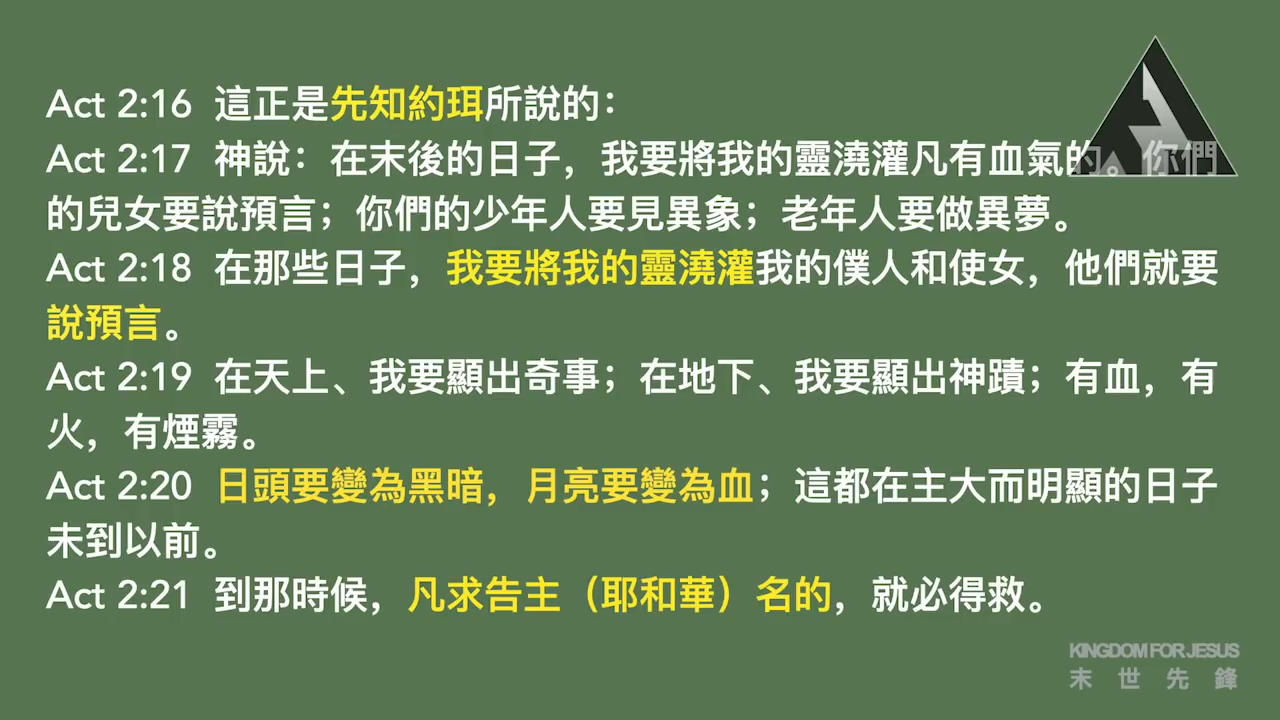 Act 2:16 這正是先知約珥所說的：
Act 2:17 神說：在末後的日子，我要將我的靈澆灌凡有血氣的。你們
的兒女要說預言；你們的少年人要見異象；老年人要做異夢。
Act 2:18 在那些日子，我要將我的靈澆灌我的僕人和使女，他們就要
說預言。
Act 2:19 在天上、我要顯出奇事；在地下、我要顯出神蹟；有血，有
火，有煙霧。
Act 2:20 日頭要變為黑暗，月亮要變為血；這都在主大而明顯的日子
未到以前。
Act 2:21 到那時候，凡求告主（耶和華）名的，就必得救。
KINGDOM FOR JESUS
末世先鋒